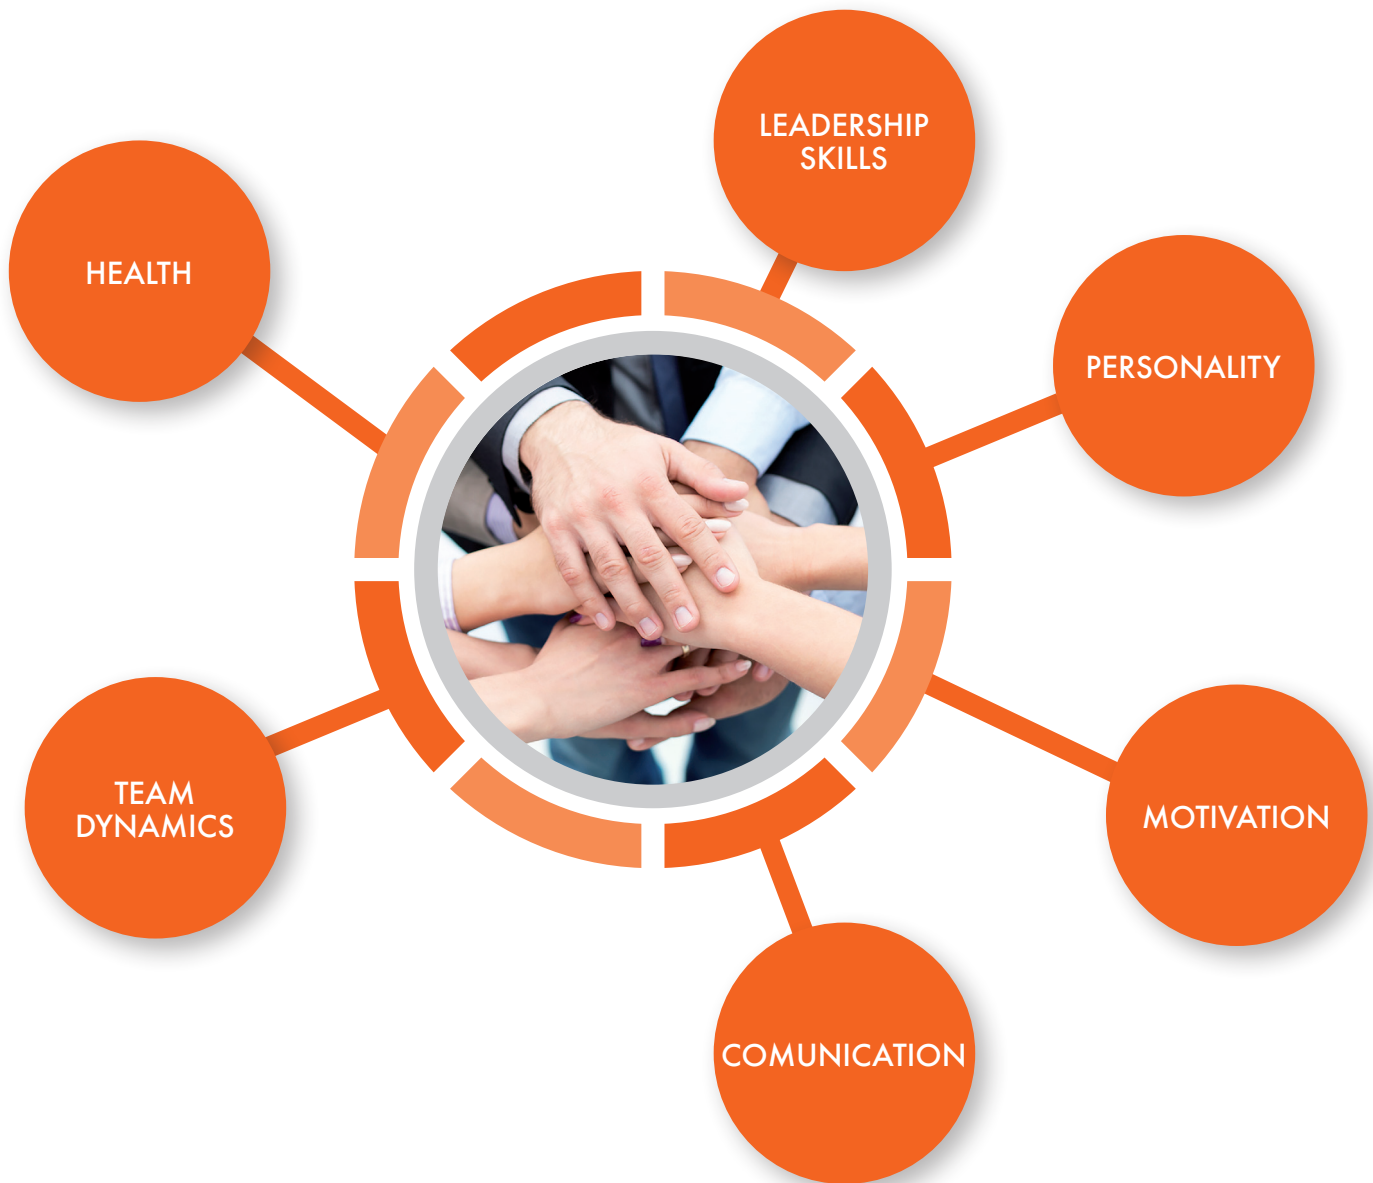 LEADERSHIP
SKILLS
HEALTH
PERSONALITY
TEAM
DYNAMICS
MOTIVATION
COMUNICATION